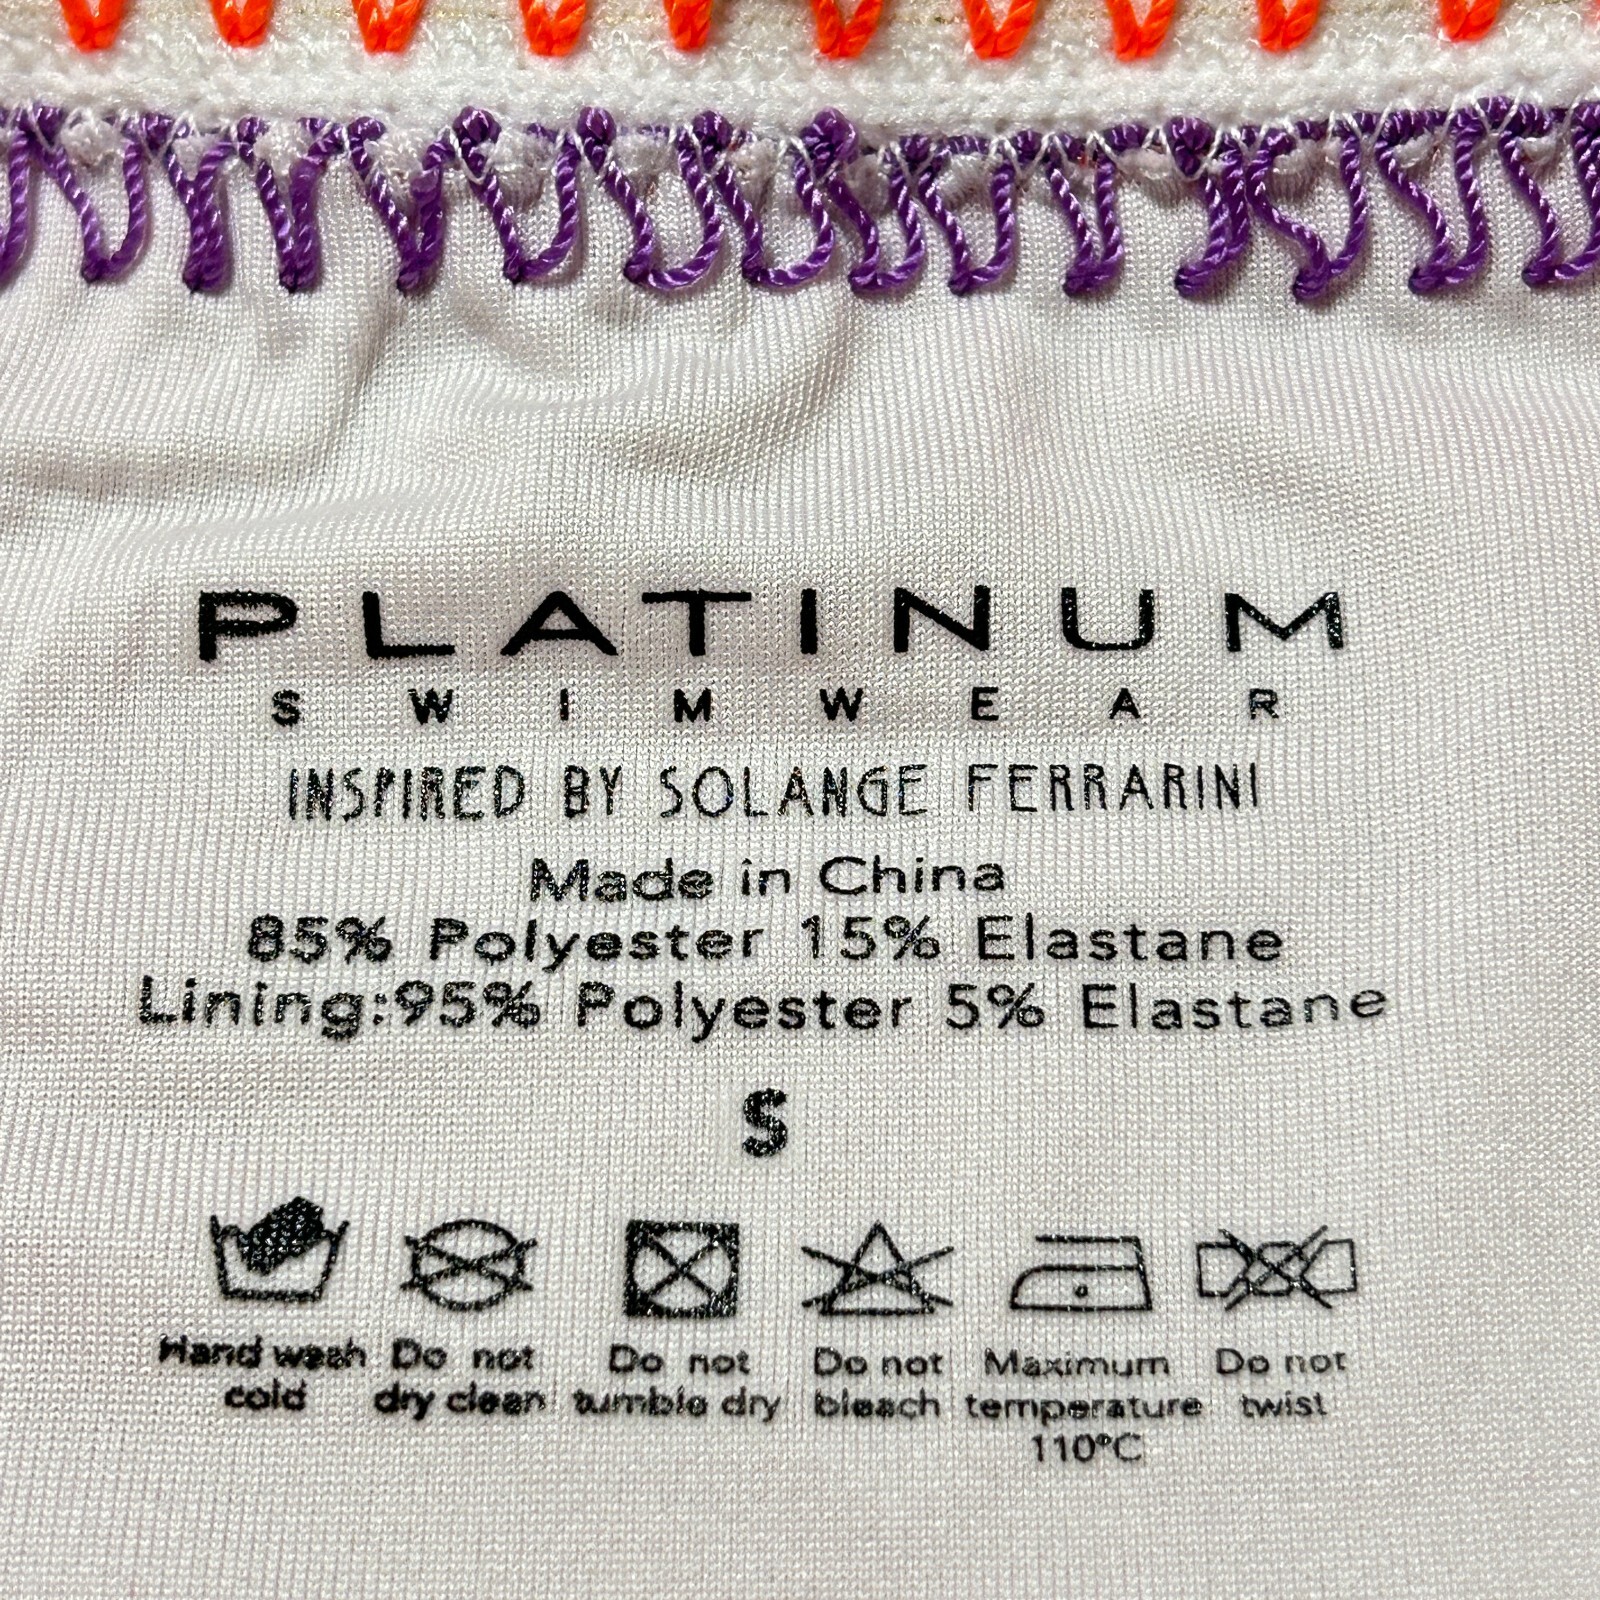 PLATINUM
SWIMWEAR
INSPIRED BY SOLANGE FERRARINI
Made in China
85% Polyester 15% Elastane
Lining:95% Polyester 5% Elastane
S
Hand wash cold
Do not dry clean
Do not tumble dry
Do not bleach
Maximum temperature 110°C
Do not twist